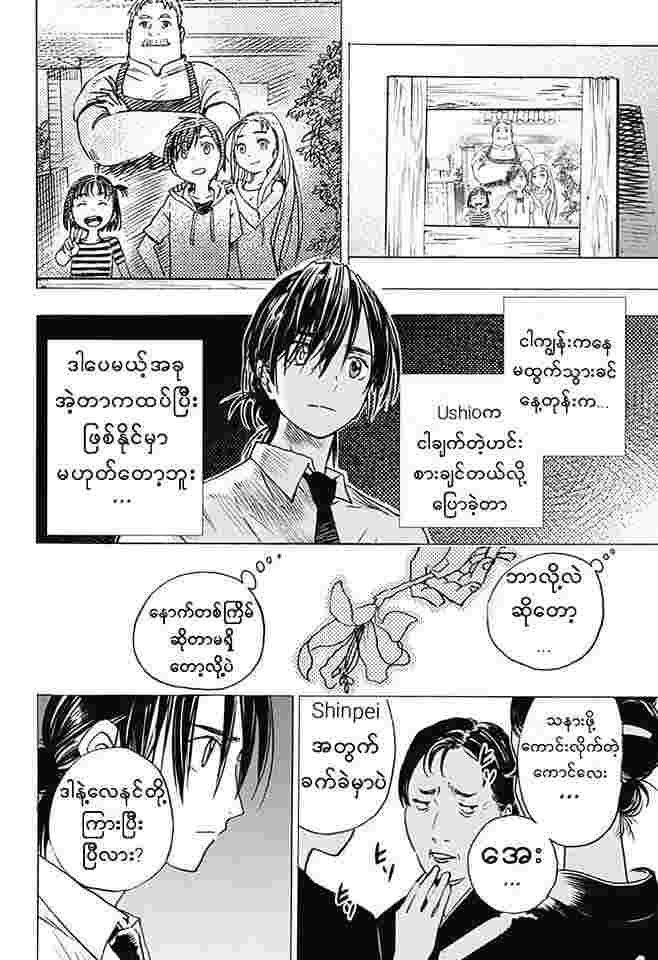 ငါကျွန်းကနေ
မထွက်သွားခင်
နေ့တုန်းက...
Ushioက
ငါချက်တဲ့ဟင်း
စားချင်တယ်လို့
ပြောခဲ့တာ
ဒါပေမယ့်အခု
အဲ့တာကထပ်ပြီး
ဖြစ်နိုင်မှာ
မဟုတ်တော့ဘူး
...
ဘာလို့လဲ
ဆိုတော့
...
နောက်တစ်ကြိမ်
ဆိုတာမရှိ
တော့လို့ပဲ
သနားဖို့
ကောင်းလိုက်တဲ့
ကောင်လေး
...
အေး
...
Shinpei
အတွက်
ခက်ခဲမှာပဲ
ဒါနဲ့လေနင်တို့
ကြားပြီး
ပြီလား?